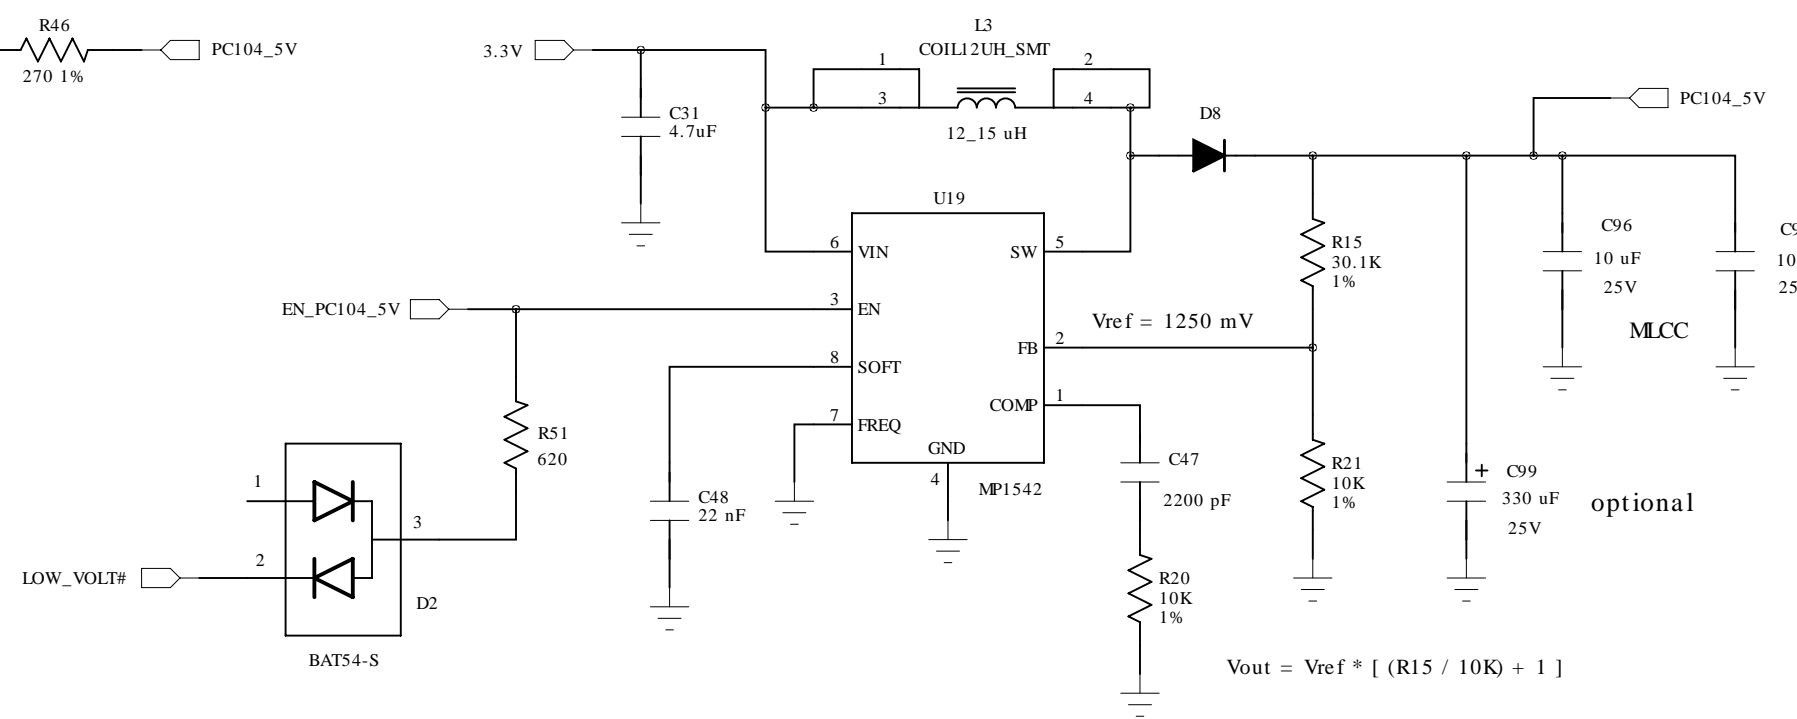 R46
270 1%
PC104_5V
3.3V
C31
4.7uF
L3
COIL12UH_SMT
1
3
2
4
12_15 uH
D8
PC104_5V
U19
6
VIN
SW
5
3
EN
8
SOFT
7
FREQ
FB
2
COMP
1
GND
4
MP1542
EN_PC104_5V
Vref = 1250 mV
R15
30.1K
1%
C96
10 uF
25V
MLCC
10
25
R51
620
1
2
3
LOW_VOLT#
D2
BAT54-S
C48
22 nF
C47
2200 pF
R20
10K
1%
R21
10K
1%
+
C99
330 uF
25V
optional
Vout = Vref * [ (R15 / 10K) + 1 ]